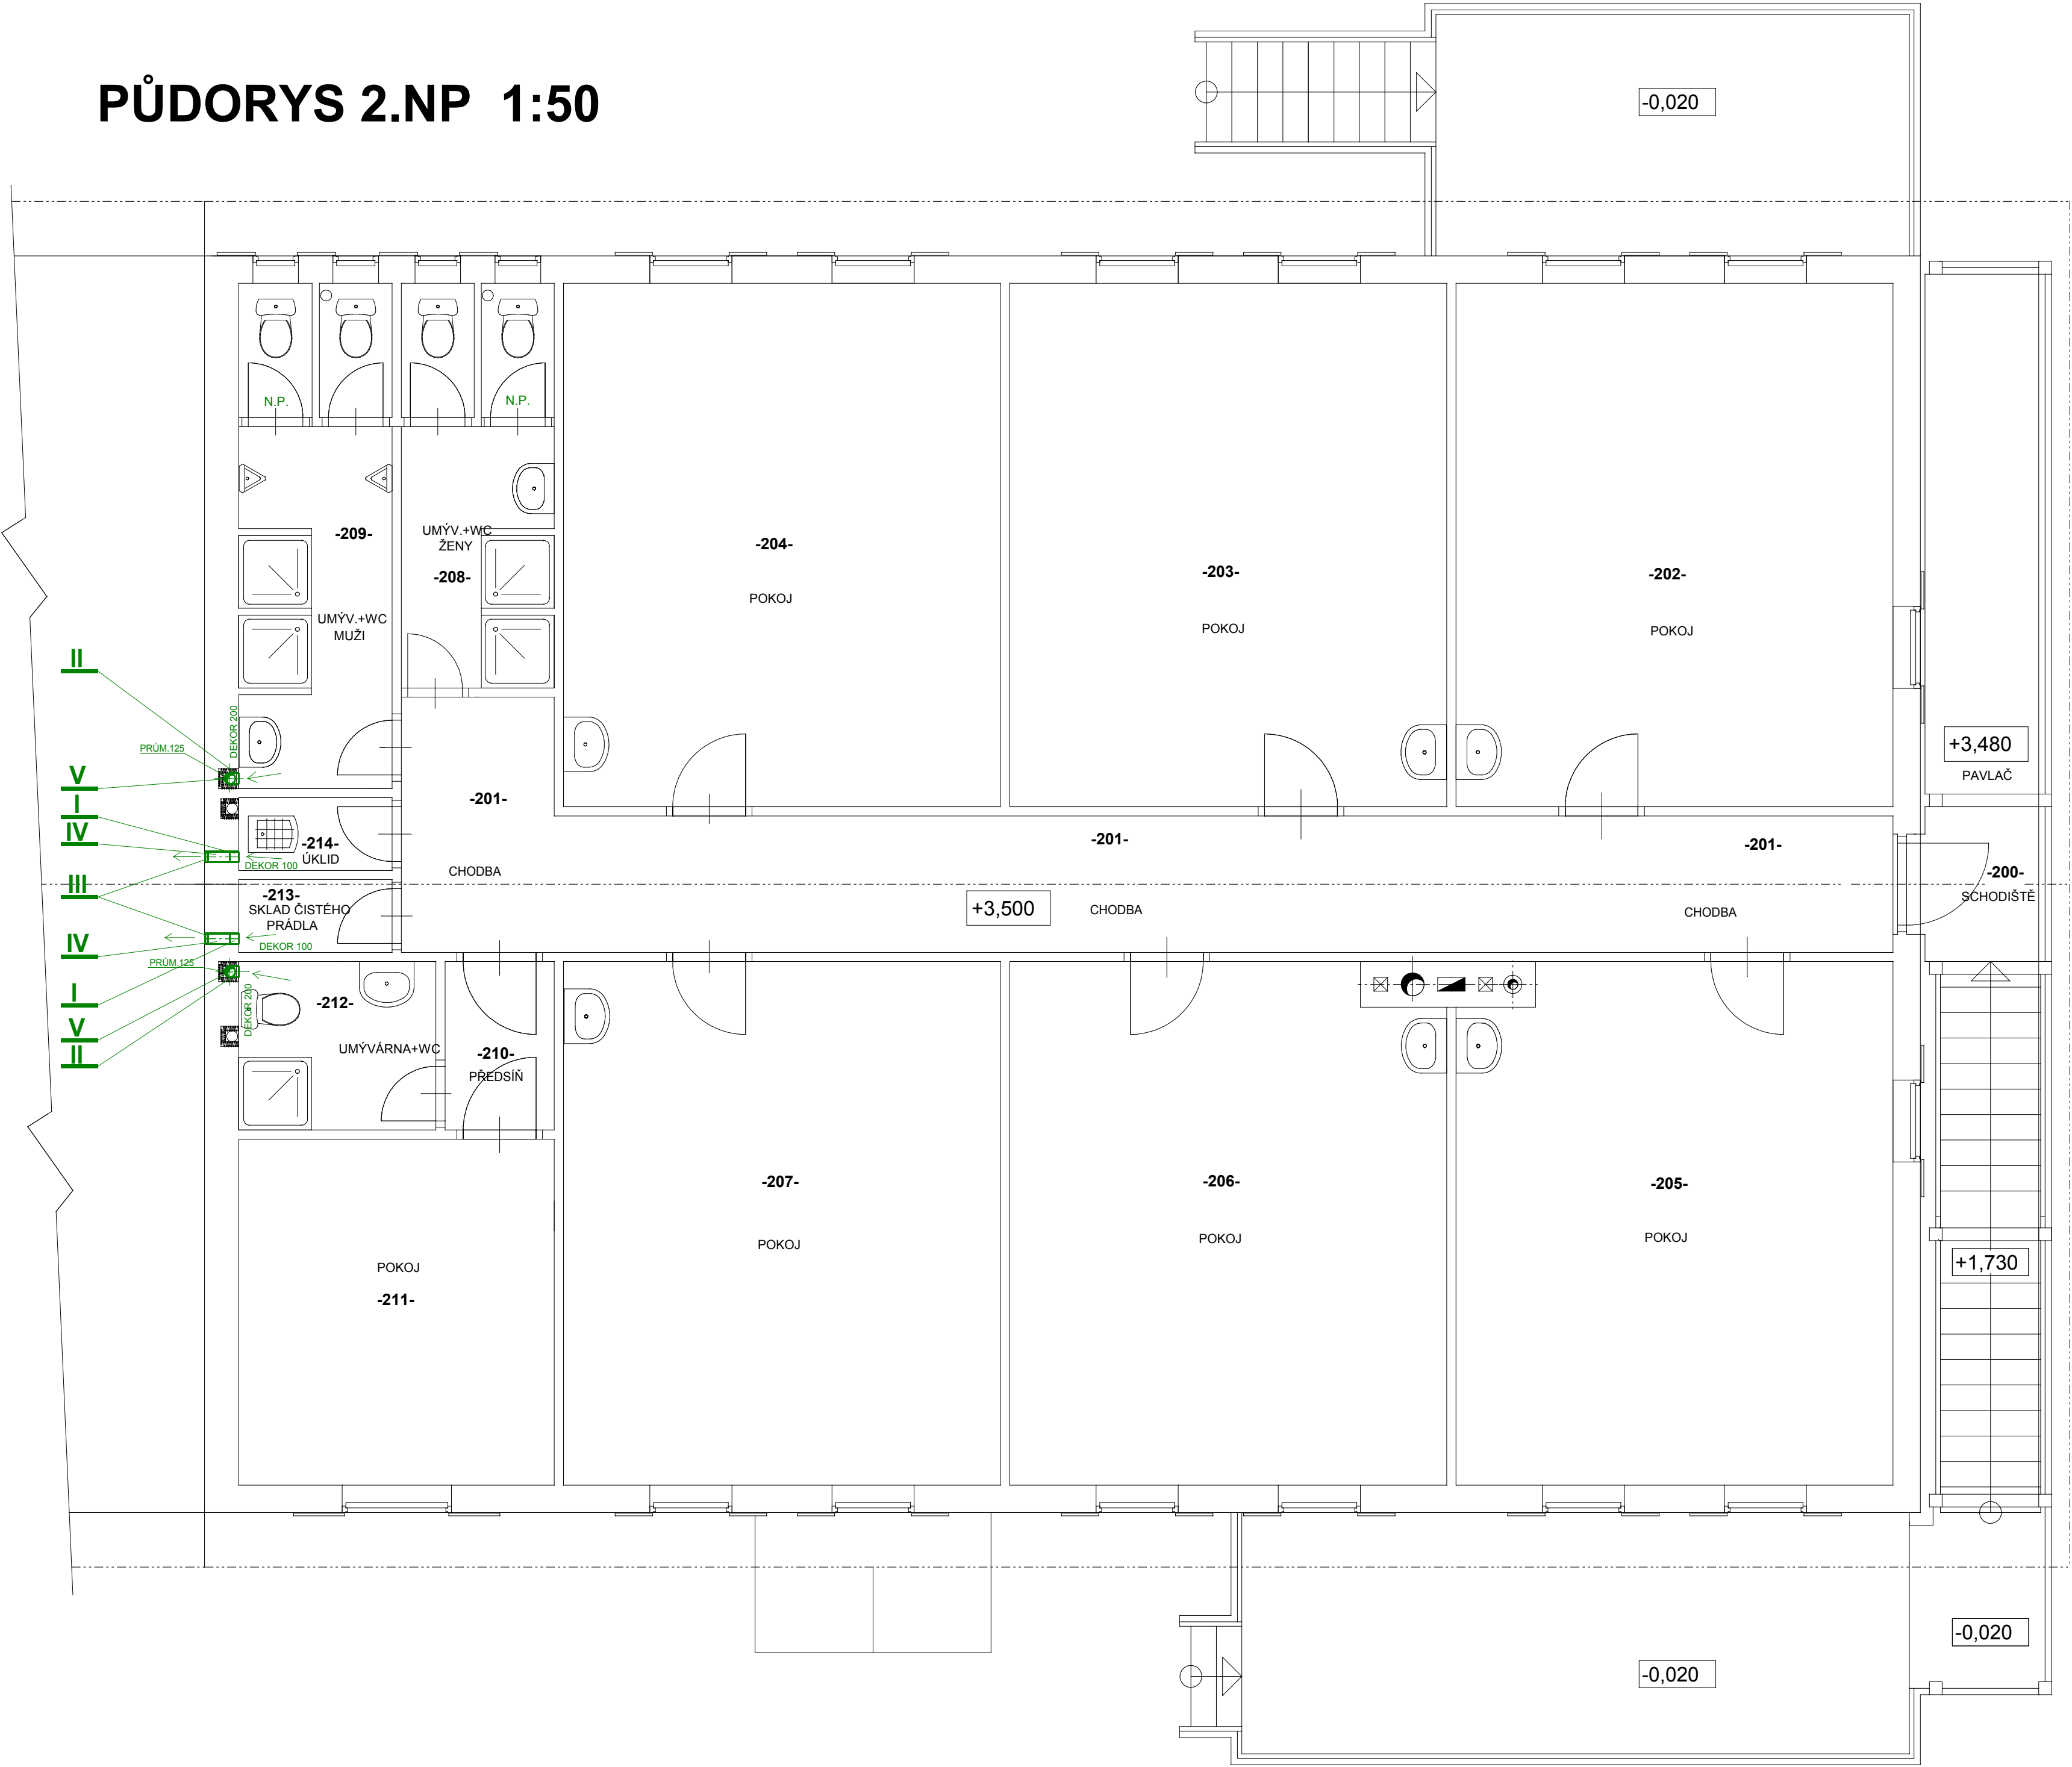 PŮDORYS 2.NP 1:50
-0,020
N.P.
N.P.
-209-
UMÝV.+WC
MUŽI
UMÝV.+WC
ŽENY
-208-
-204-
POKOJ
-203-
POKOJ
-202-
POKOJ
+3,480
PAVLAČ
II
DEKOR 200
PRŮM.125
V
I
IV
III
IV
PRŮM.125
I
V
II
-201-
CHODBA
-214-
ÚKLID
DEKOR 100
-213-
SKLAD ČISTÉHO
PRÁDLA
DEKOR 100
-201-
+3,500
CHODBA
-201-
CHODBA
-200-
SCHODIŠTĚ
DEKOR 200
-212-
UMÝVÁRNA+WC
-210-
PŘEDSÍŇ
-207-
POKOJ
-206-
POKOJ
-205-
POKOJ
+1,730
POKOJ
-211-
-0,020
-0,020